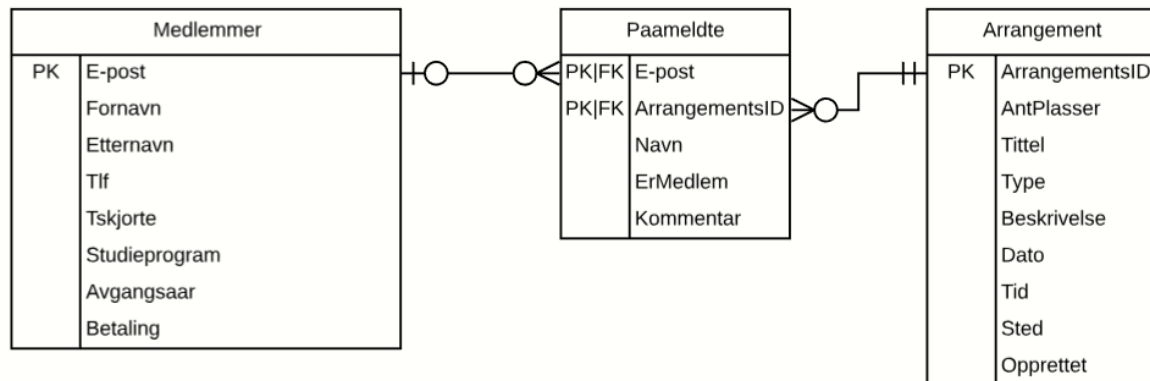 Medlemmer
PK E-post
Fornavn
Etternavn
Tlf
Tskjorte
Studieprogram
Avgangsaar
Betaling
Paameldte
PK|FK E-post
PK|FK ArrangementsID
Navn
ErMedlem
Kommentar
Arrangement
PK ArrangementsID
AntPlasser
Tittel
Type
Beskrivelse
Dato
Tid
Sted
Opprettet